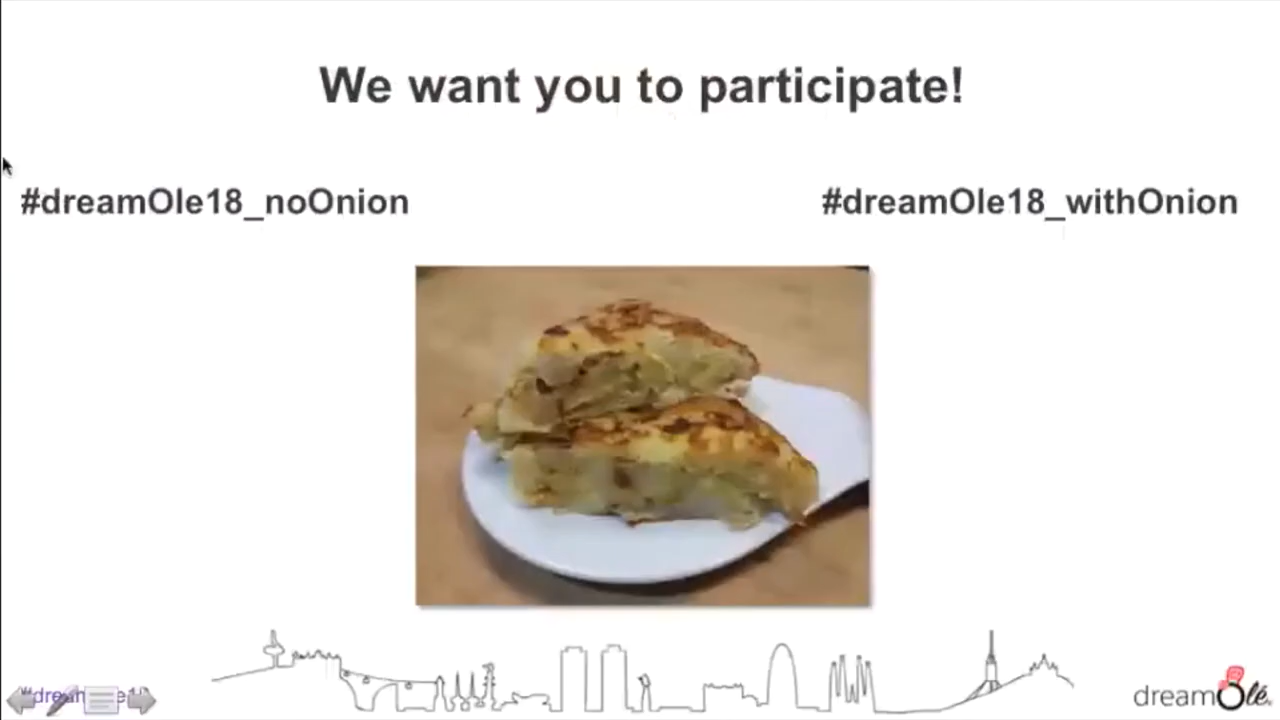 We want you to participate!
#dreamOle18_noOnion
#dreamOle18_withOnion
dreamOlé